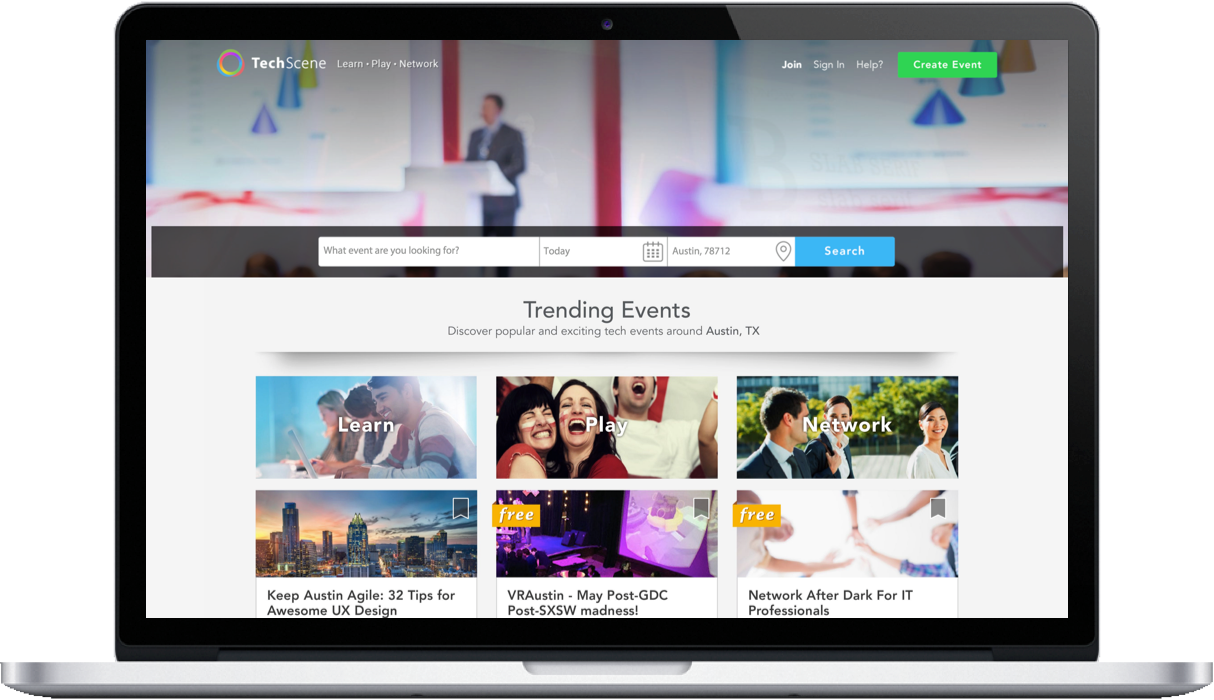 TechScene Learn • Play • Network Join Sign In Help? Create Event
What event are you looking for? Today Austin, 78712 Search
Trending Events
Discover popular and exciting tech events around Austin, TX
Learn Play Network
free free
Keep Austin Agile: 32 Tips for
Awesome UX Design
VRAustin - May Post-GDC
Post-SXSW madness!
Network After Dark For IT
Professionals